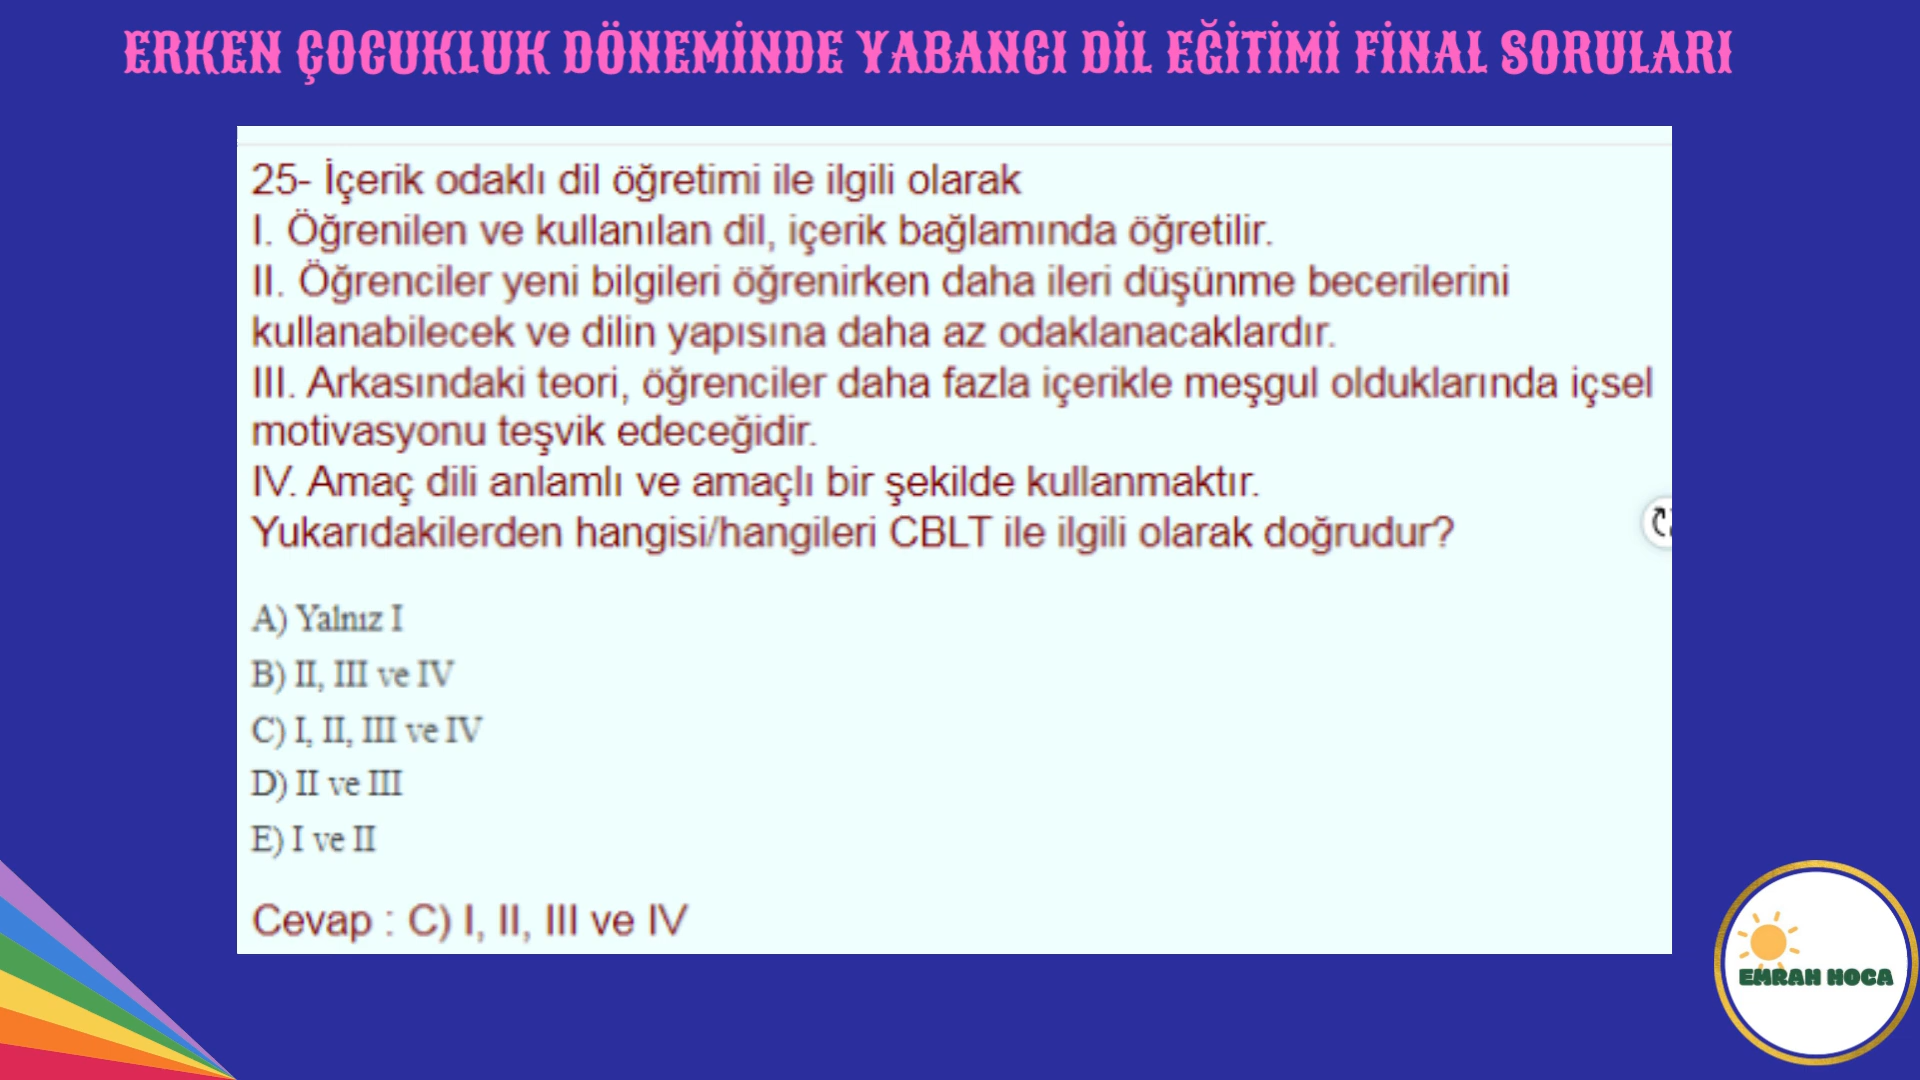 ERKEN ÇOCUKLUK DÖNEMİNDE YABANCI DİL EĞİTİMİ FİNAL SORULARI
25- İçerik odaklı dil öğretimi ile ilgili olarak
I. Öğrenilen ve kullanılan dil, içerik bağlamında öğretilir.
II. Öğrenciler yeni bilgileri öğrenirken daha ileri düşünme becerilerini
kullanabilecek ve dilin yapısına daha az odaklanacaklardır.
III. Arkasındaki teori, öğrenciler daha fazla içerikle meşgul olduklarında içsel
motivasyonu teşvik edeceğidir.
IV. Amaç dili anlamlı ve amaçlı bir şekilde kullanmaktır.
Yukarıdakilerden hangisi/hangileri CBLT ile ilgili olarak doğrudur?
A) Yalnız I
B) II, III ve IV
C) I, II, III ve IV
D) II ve III
E) I ve II
Cevap : C) I, II, III ve IV
EMRAH HOCA